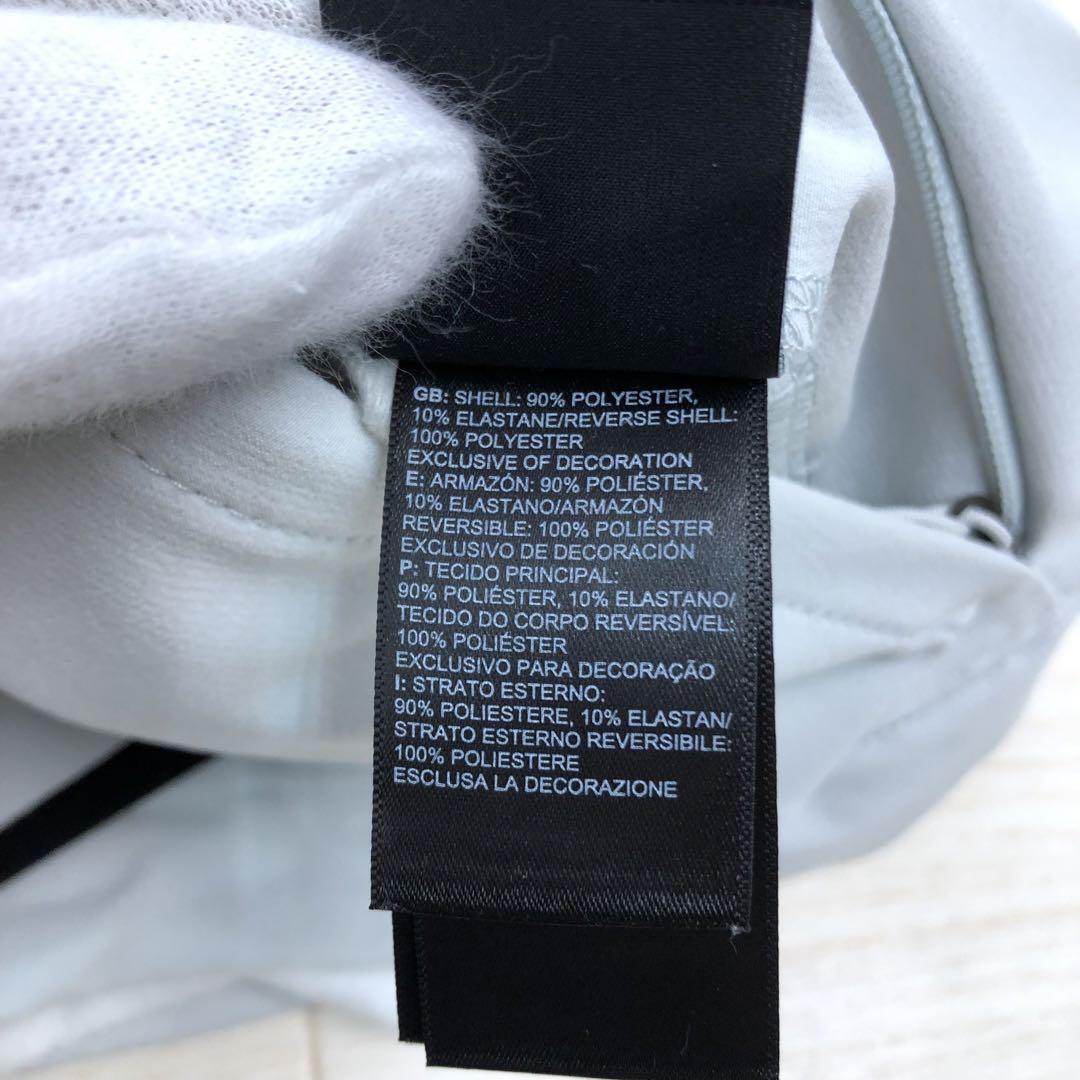 GB: SHELL: 90% POLYESTER,
10% ELASTANE/REVERSE SHELL:
100% POLYESTER
EXCLUSIVE OF DECORATION
E: ARMAZÓN: 90% POLIÉSTER,
10% ELASTANO/ARMAZÓN
REVERSIBLE: 100% POLIÉSTER
EXCLUSIVO DE DECORACIÓN
P: TECIDO PRINCIPAL:
90% POLIÉSTER, 10% ELASTANO/
TECIDO DO CORPO REVERSÍVEL:
100% POLIÉSTER
EXCLUSIVO PARA DECORAÇÃO
I: STRATO ESTERNO:
90% POLIESTERE, 10% ELASTAN/
STRATO ESTERNO REVERSIBILE:
100% POLIESTERE
ESCLUSA LA DECORAZIONE